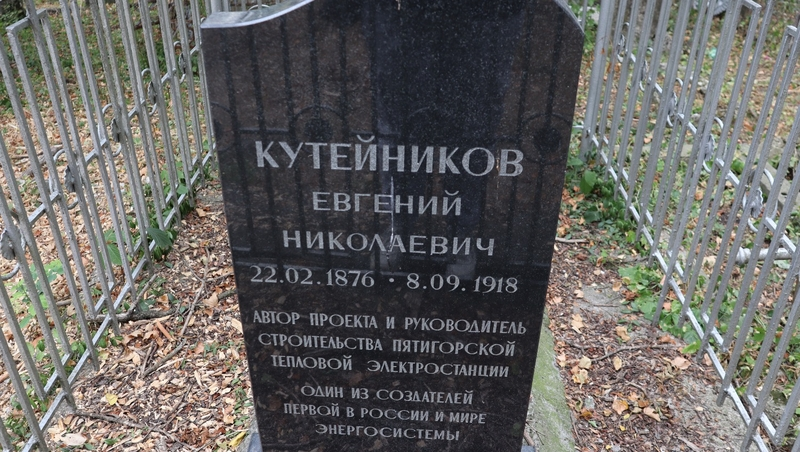 КУТЕЙНИКОВ
ЕВГЕНИЙ
НИКОЛАЕВИЧ
22.02.1876 · 8.09.1918
АВТОР ПРОЕКТА И РУКОВОДИТЕЛЬ
СТРОИТЕЛЬСТВА ПЯТИГОРСКОЙ
ТЕПЛОВОЙ ЭЛЕКТРОСТАНЦИИ
ОДИН ИЗ СОЗДАТЕЛЕЙ
ПЕРВОЙ В РОССИИ И МИРЕ
ЭНЕРГОСИСТЕМЫ